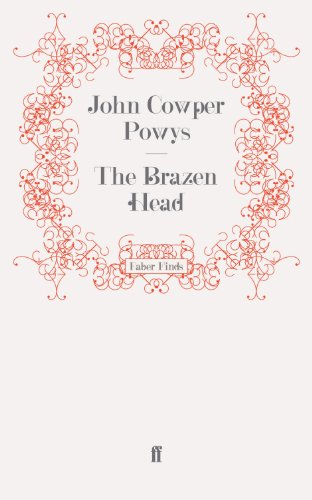 John Cowper
Powys
The Brazen
Head
Faber Finds
ff